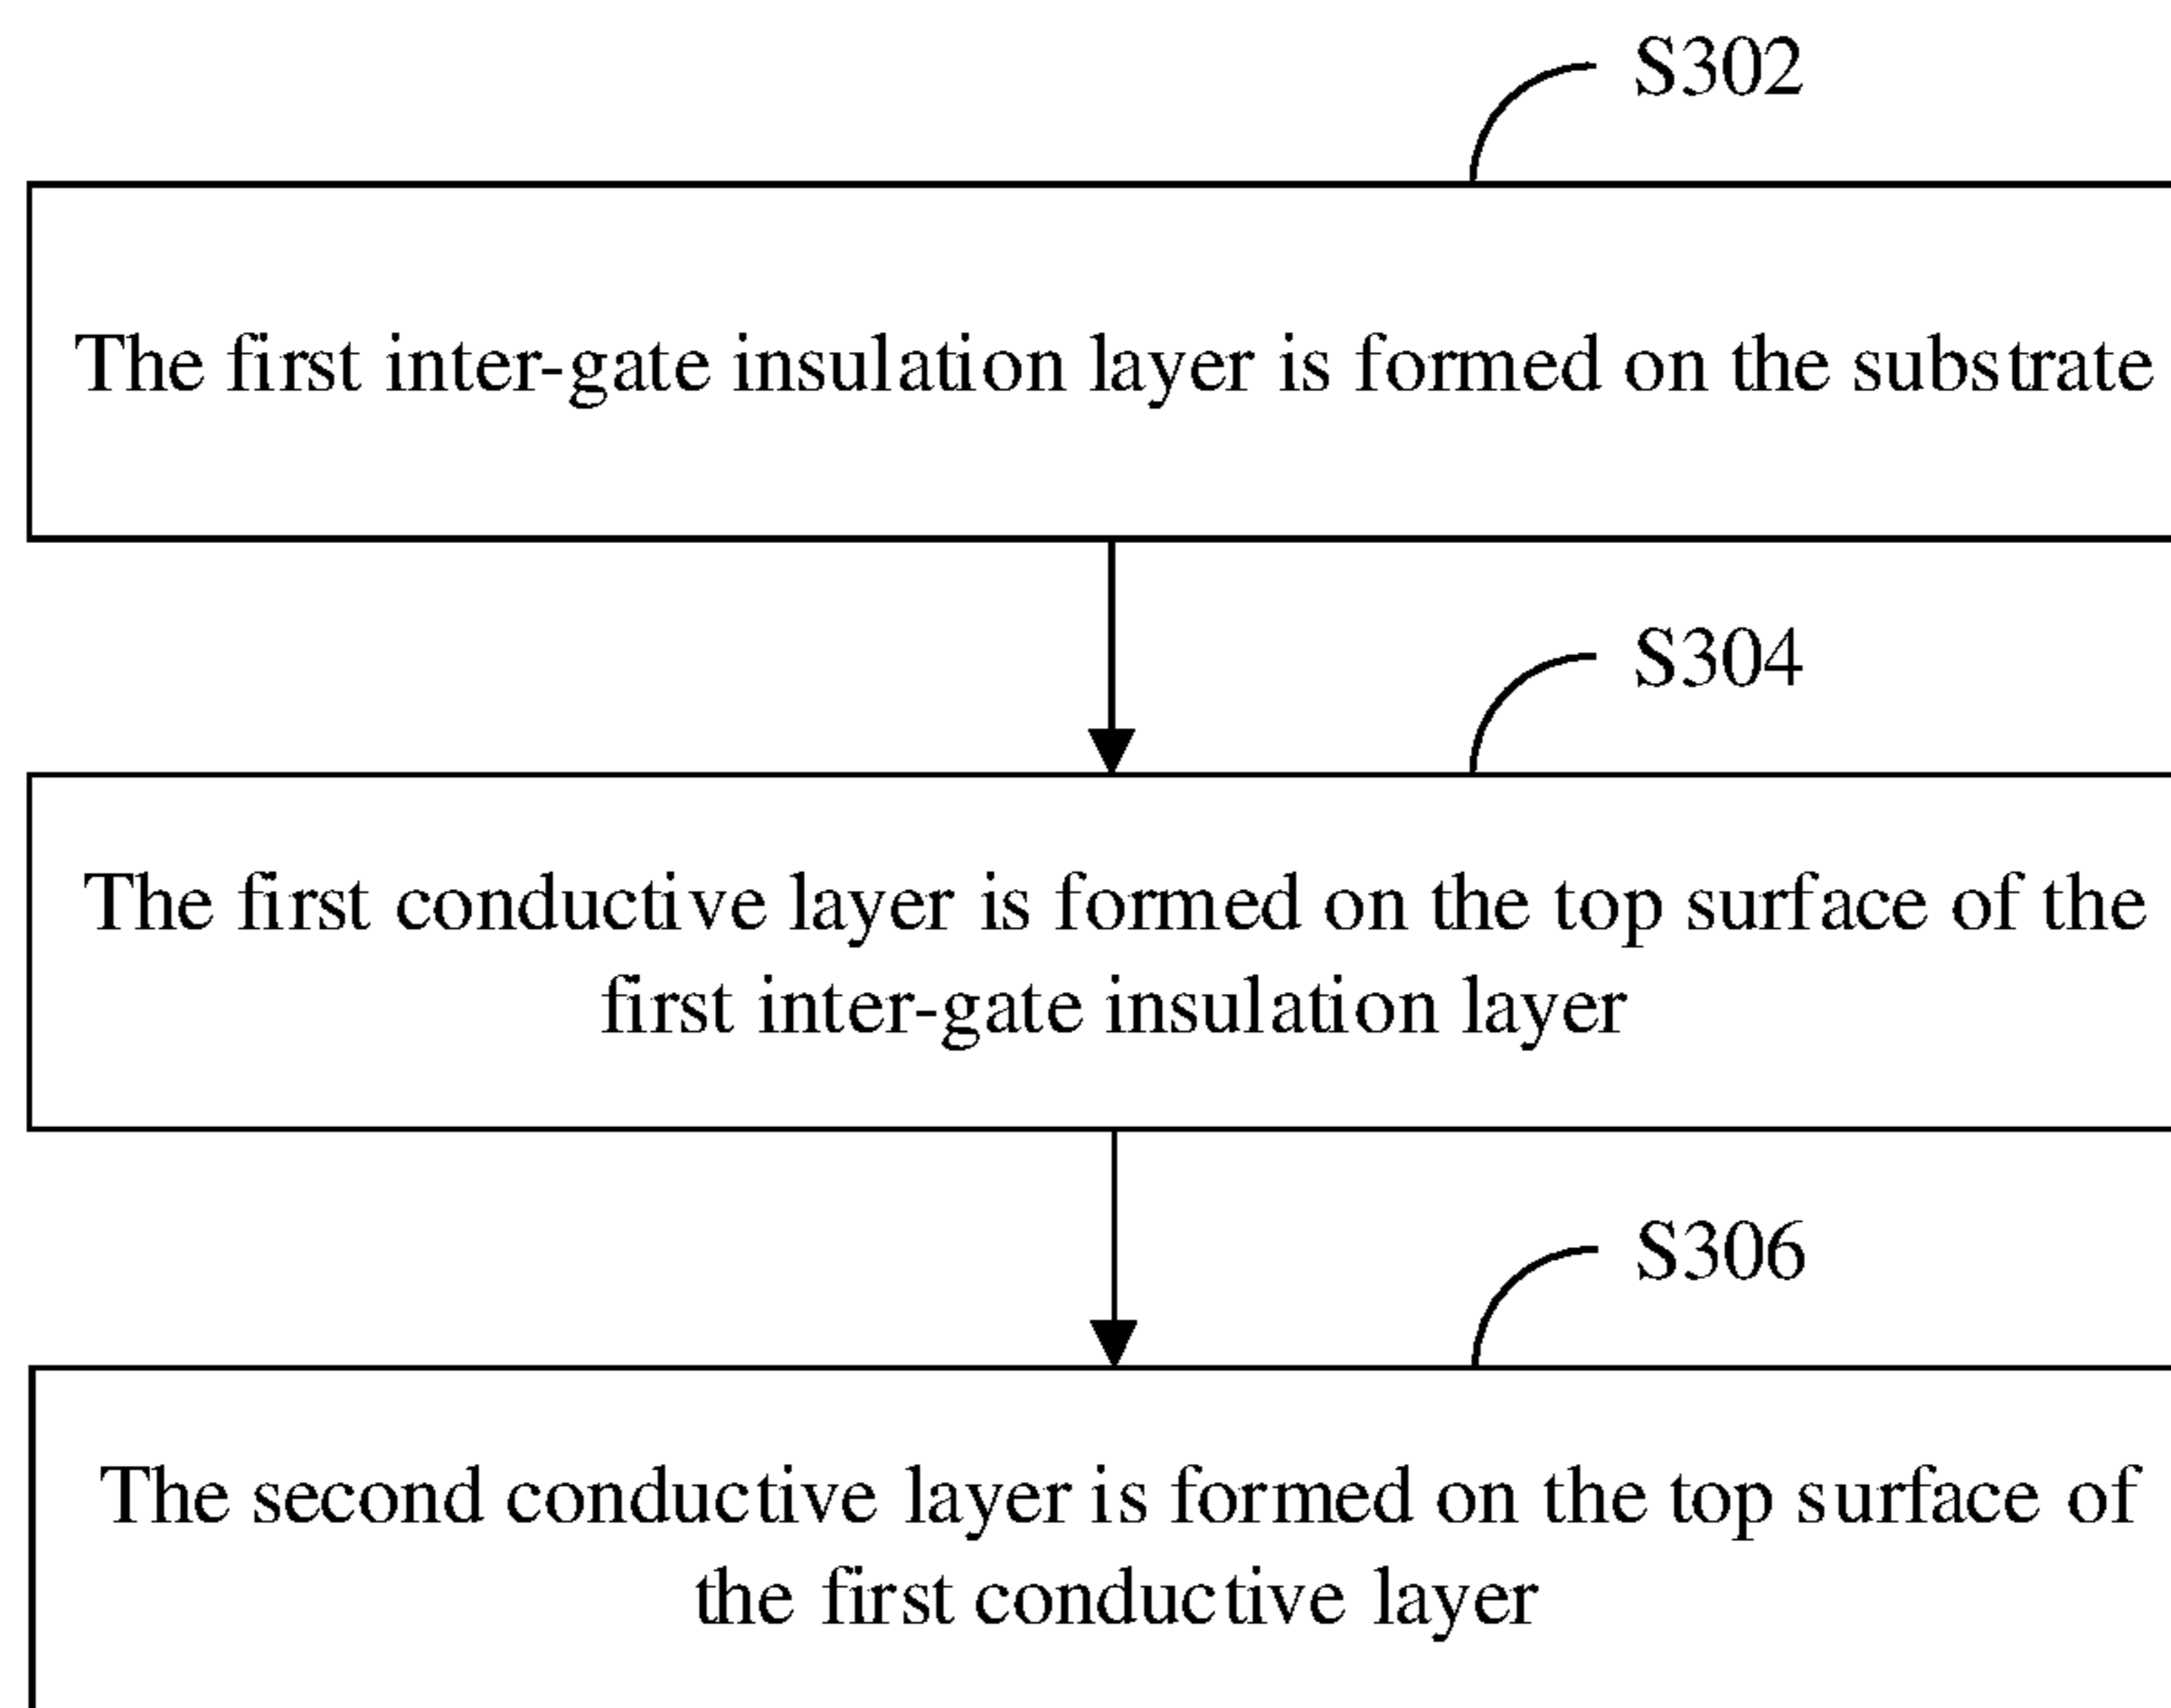 S302
The first inter-gate insulation layer is formed on the substrate
S304
The first conductive layer is formed on the top surface of the
first inter-gate insulation layer
S306
The second conductive layer is formed on the top surface of
the first conductive layer